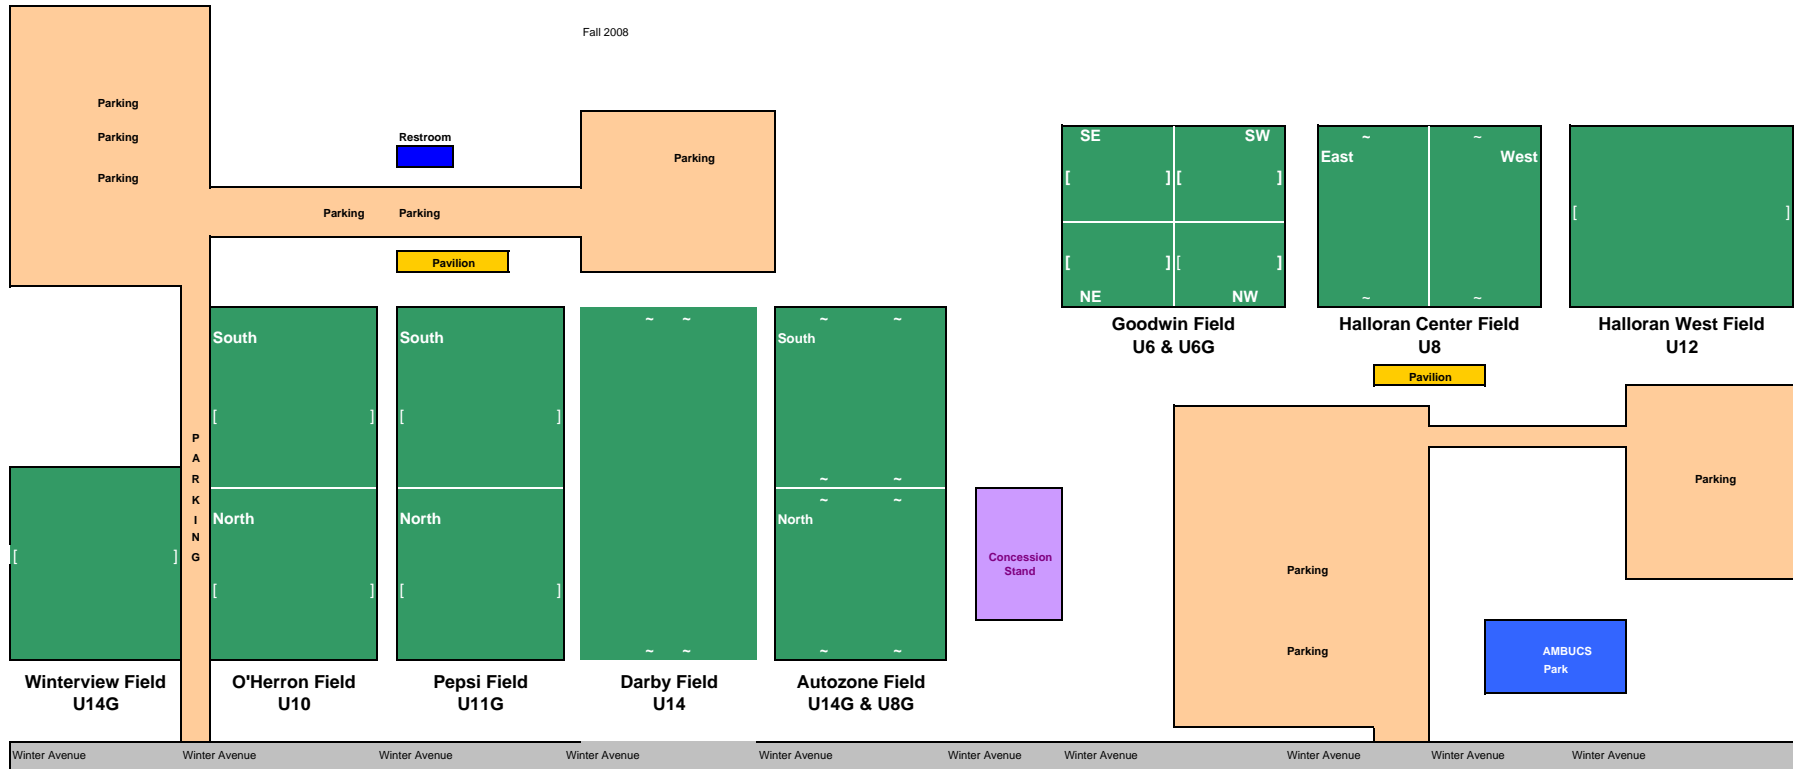 Fall 2008
Parking
Parking
Parking
Restroom
Parking
Parking Parking
Pavilion
SE SW
[ ] [ ]
[ ] [ ]
NE NW
~ ~
East West
~ ~
[ ]
Goodwin Field
U6 & U6G
Halloran Center Field
U8
Halloran West Field
U12
Pavilion
South
[ ]
North
[ ]
South
[ ]
North
[ ]
~ ~
~ ~
~ ~
South
~ ~
~ ~
North
~ ~
PARKING
[ ]
Concession
Stand
Parking
Parking
Parking
AMBUCS
Park
Winterview Field
U14G
O'Herron Field
U10
Pepsi Field
U11G
Darby Field
U14
Autozone Field
U14G & U8G
Winter Avenue Winter Avenue Winter Avenue Winter Avenue Winter Avenue Winter Avenue Winter Avenue Winter Avenue Winter Avenue Winter Avenue